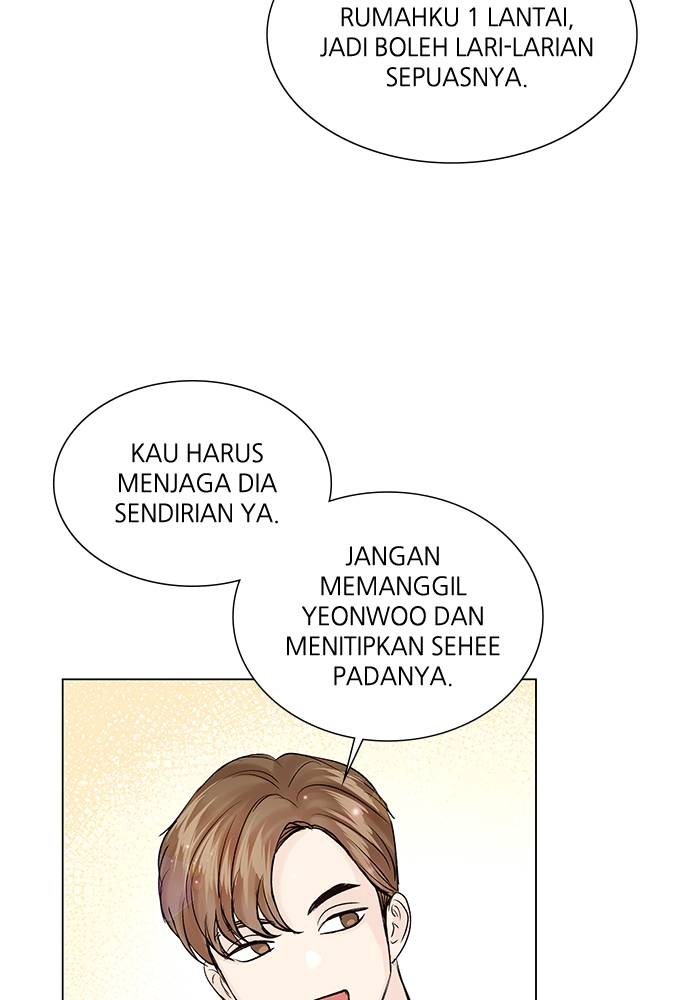 RUMAHKU 1 LANTAI,
JADI BOLEH LARI-LARIAN
SEPUASNYA.
KAU HARUS
MENJAGA DIA
SENDIRIAN YA.
JANGAN
MEMANGGIL
YEONWOO DAN
MENITIPKAN SEHEE
PADANYA.